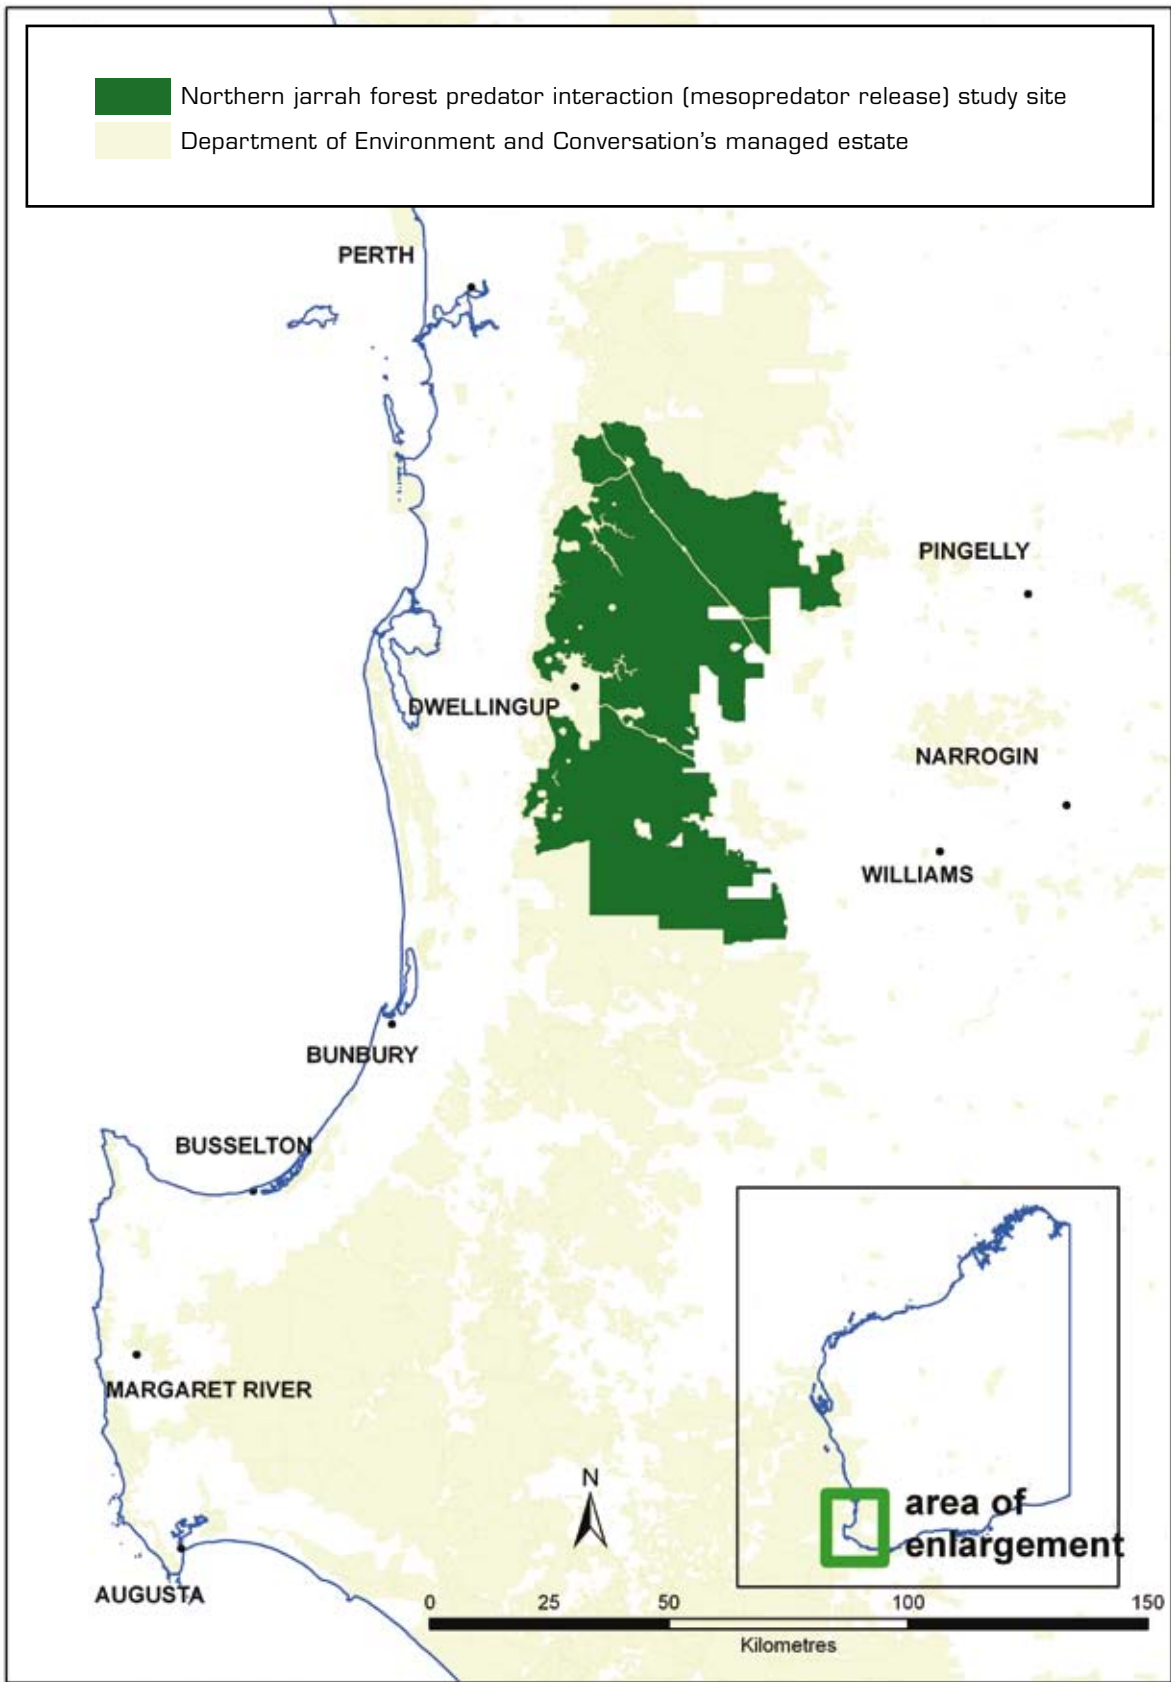 Northern jarrah forest predator interaction (mesopredator release) study site
Department of Environment and Conversation's managed estate
PERTH
PINGELLY
DWELLINGUP
NARROGIN
WILLIAMS
BUNBURY
BUSSELTON
MARGARET RIVER
N
area of
enlargement
AUGUSTA
0 25 50 100 150
Kilometres